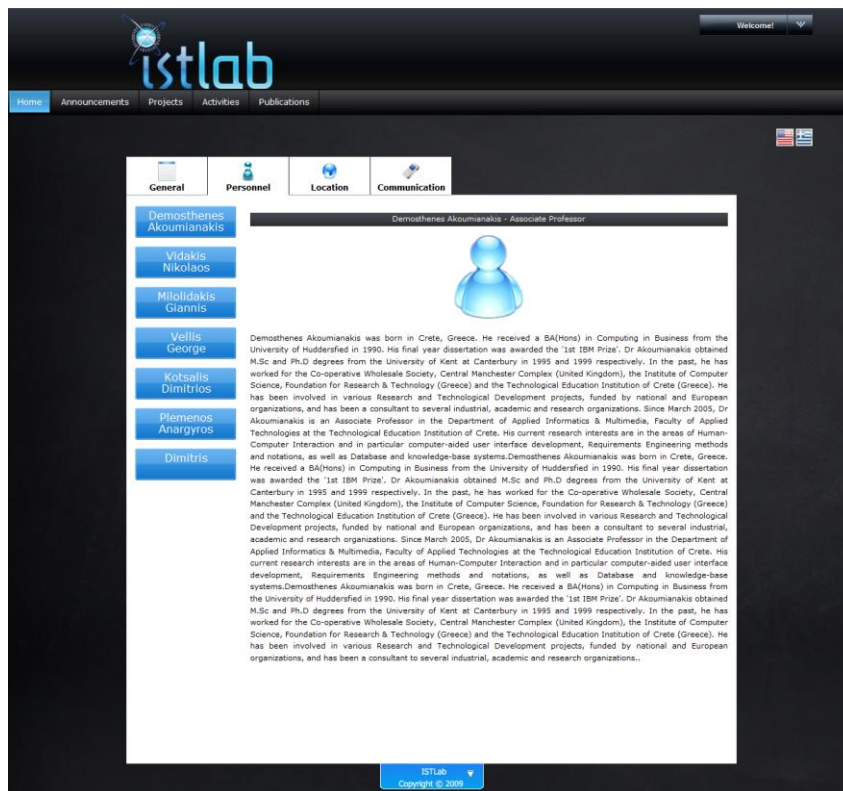 Welcome!
istlab
Home Announcements Projects Activities Publications
General Personnel Location Communication
Demosthenes
Akoumianakis
Vidakis
Nikolaos
Milolidakis
Giannis
Vellis
George
Kotsalis
Dimitrios
Plemenos
Anargyros
Dimitris
Demosthenes Akoumianakis - Associate Professor
Demosthenes Akoumianakis was born in Crete, Greece. He received a BA(Hons) in Computing in Business from the
University of Huddersfied in 1990. His final year dissertation was awarded the '1st IBM Prize'. Dr Akoumianakis obtained
M.Sc and Ph.D degrees from the University of Kent at Canterbury in 1995 and 1999 respectively. In the past, he has
worked for the Co-operative Wholesale Society, Central Manchester Complex (United Kingdom), the Institute of Computer
Science, Foundation for Research & Technology (Greece) and the Technological Education Institution of Crete (Greece). He
has been involved in various Research and Technological Development projects, funded by national and European
organizations, and has been a consultant to several industrial, academic and research organizations. Since March 2005, Dr
Akoumianakis is an Associate Professor in the Department of Applied Informatics & Multimedia, Faculty of Applied
Technologies at the Technological Education Institution of Crete. His current research interests are in the areas of Human-
Computer Interaction and in particular computer-aided user interface development, Requirements Engineering methods
and notations, as well as Database and knowledge-base systems.Demosthenes Akoumianakis was born in Crete, Greece.
He received a BA(Hons) in Computing in Business from the University of Huddersfied in 1990. His final year dissertation
was awarded the '1st IBM Prize'. Dr Akoumianakis obtained M.Sc and Ph.D degrees from the University of Kent at
Canterbury in 1995 and 1999 respectively. In the past, he has worked for the Co-operative Wholesale Society, Central
Manchester Complex (United Kingdom), the Institute of Computer Science, Foundation for Research & Technology (Greece)
and the Technological Education Institution of Crete (Greece). He has been involved in various Research and Technological
Development projects, funded by national and European organizations, and has been a consultant to several industrial,
academic and research organizations. Since March 2005, Dr Akoumianakis is an Associate Professor in the Department of
Applied Informatics & Multimedia, Faculty of Applied Technologies at the Technological Education Institution of Crete. His
current research interests are in the areas of Human-Computer Interaction and in particular computer-aided user interface
development, Requirements Engineering methods and notations, as well as Database and knowledge-base
systems.Demosthenes Akoumianakis was born in Crete, Greece. He received a BA(Hons) in Computing in Business from
the University of Huddersfied in 1990. His final year dissertation was awarded the '1st IBM Prize'. Dr Akoumianakis obtained
M.Sc and Ph.D degrees from the University of Kent at Canterbury in 1995 and 1999 respectively. In the past, he has
worked for the Co-operative Wholesale Society, Central Manchester Complex (United Kingdom), the Institute of Computer
Science, Foundation for Research & Technology (Greece) and the Technological Education Institution of Crete (Greece). He
has been involved in various Research and Technological Development projects, funded by national and European
organizations, and has been a consultant to several industrial, academic and research organizations..
ISTLab
Copyright © 2009